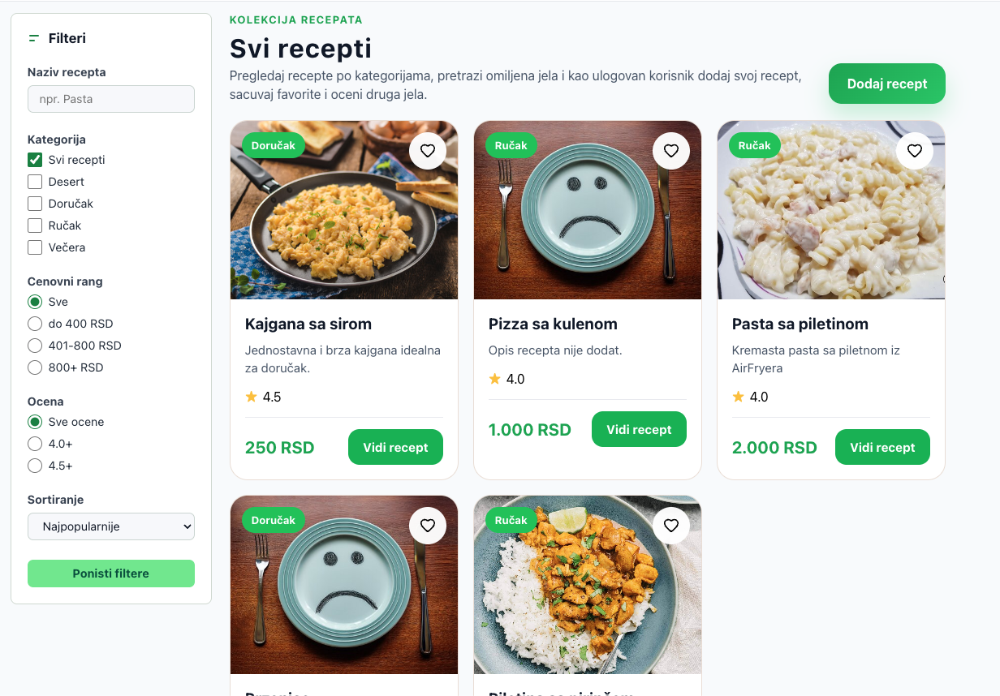 Filteri
Naziv recepta
npr. Pasta
Kategorija
Svi recepti
Desert
Doručak
Ručak
Večera
Cenovni rang
Sve
do 400 RSD
401-800 RSD
800+ RSD
Ocena
Sve ocene
4.0+
4.5+
Sortiranje
Najpopularnije
Ponisti filtere
KOLEKCIJA RECEPATA
Svi recepti
Pregledaj recepte po kategorijama, pretrazi omiljena jela i kao ulogovan korisnik dodaj svoj recept,
sacuvaj favorite i oceni druga jela.
Dodaj recept
Doručak
Kajgana sa sirom
Jednostavna i brza kajgana idealna
za doručak.
4.5
250 RSD
Vidi recept
Ručak
Pizza sa kulenom
Opis recepta nije dodat.
4.0
1.000 RSD
Vidi recept
Ručak
Pasta sa piletinom
Kremasta pasta sa piletnom iz
AirFryera
4.0
2.000 RSD
Vidi recept
Doručak
Ručak